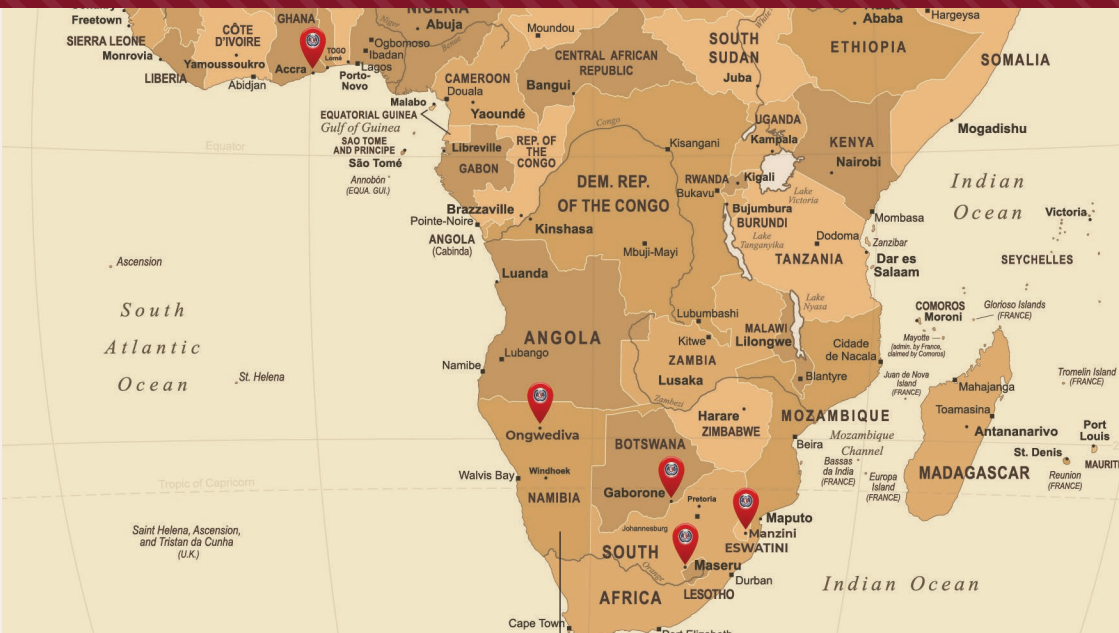 Freetown
SIERRA LEONE
Monrovia
LIBERIA
CÔTE
D'IVOIRE
Yamoussoukro
Abidjan
GHANA
Accra
TOGO
Lomé
Porto-
Novo
NIGERIA
Abuja
Niger
Benue
Ogbomoso
Ibadan
Lagos
Moundou
CENTRAL AFRICAN
REPUBLIC
Bangui
CAMEROON
Douala
Yaoundé
Malabo
EQUATORIAL GUINEA
Gulf of Guinea
SAO TOME
AND PRINCIPE
São Tomé
Annobón
(EQUA. GUI.)
Equator
Libreville
GABON
REP. OF
THE
CONGO
Brazzaville
Pointe-Noire
ANGOLA
(Cabinda)
Congo
Kisangani
DEM. REP.
OF THE CONGO
Kinshasa
Mbuji-Mayi
Lubumbashi
SOUTH
SUDAN
Juba
White
Ababa
ETHIOPIA
Hargeysa
SOMALIA
Mogadishu
UGANDA
Kampala
KENYA
Nairobi
RWANDA
Kigali
Bukavu
Bujumbura
BURUNDI
Lake
Victoria
Lake
Tanganyika
Dodoma
TANZANIA
Mombasa
Zanzibar
Dar es
Salaam
Indian
Ocean
Victoria
SEYCHELLES
Ascension
South
Atlantic
Ocean
St. Helena
Luanda
ANGOLA
Lubango
Namibe
Lake
Nyasa
MALAWI
Lilongwe
Kitwe
ZAMBIA
Lusaka
Zambezi
Blantyre
Cidade
de Nacala
COMOROS
Moroni
Glorioso Islands
(FRANCE)
Mayotte
(admin. by France,
claimed by Comoros)
Juan de Nova
Island
(FRANCE)
Mahajanga
Toamasina
Antananarivo
MADAGASCAR
Tromelin Island
(FRANCE)
Port
Louis
MAURIT
St. Denis
Reunion
(FRANCE)
Ongwediva
Harare
ZIMBABWE
MOZAMBIQUE
Beira
Mozambique
Channel
Bassas
da India
(FRANCE)
Europa
Island
(FRANCE)
BOTSWANA
Gaborone
Walvis Bay
Windhoek
NAMIBIA
Tropic of Capricorn
Pretoria
Johannesburg
Maputo
Manzini
ESWATINI
Saint Helena, Ascension,
and Tristan da Cunha
(U.K.)
SOUTH
AFRICA
Orange
Maseru
LESOTHO
Durban
Indian Ocean
Cape Town
Port Elizabeth